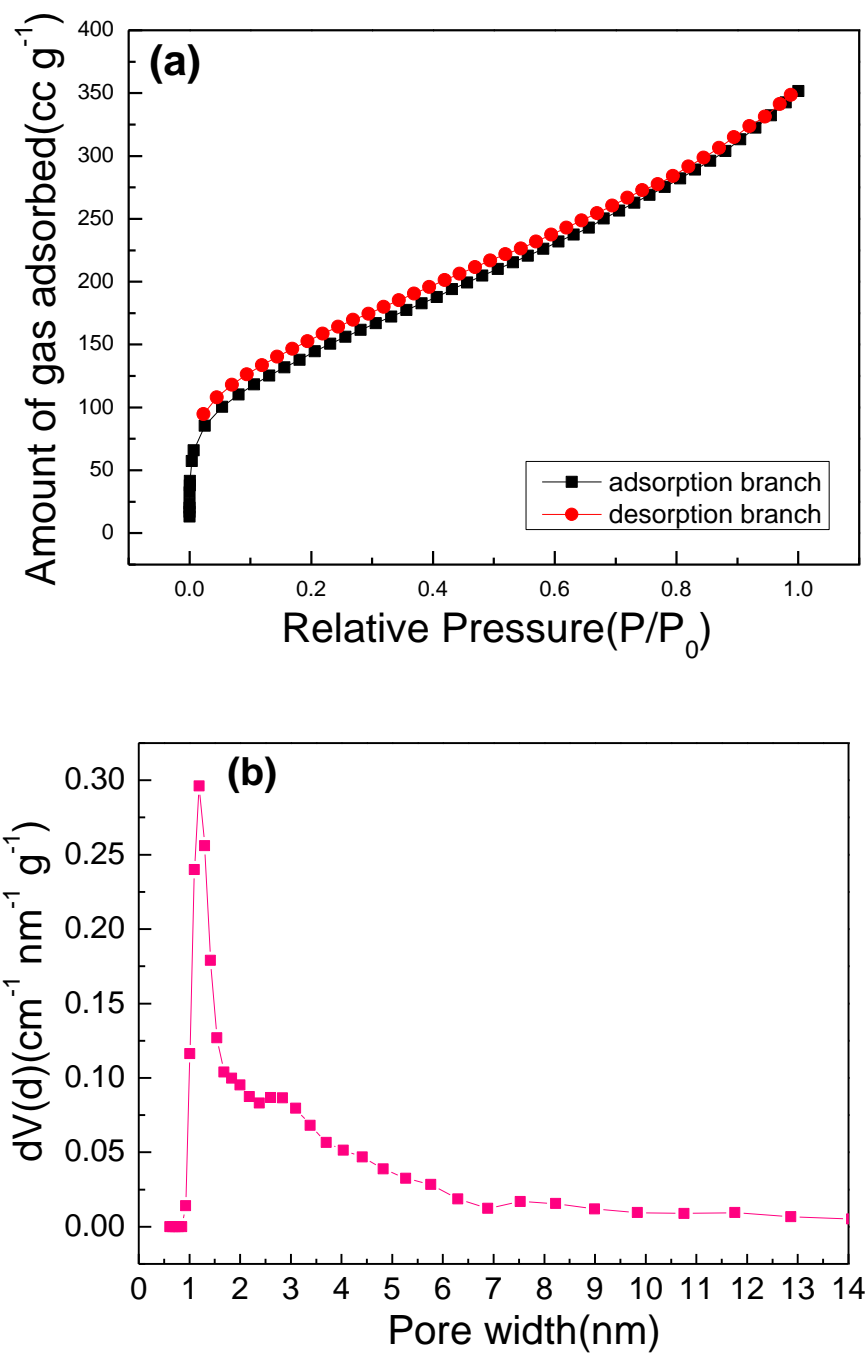 (a)
Amount of gas adsorbed(cc g⁻¹)
400
350
300
250
200
150
100
50
0
adsorption branch
desorption branch
0.0 0.2 0.4 0.6 0.8 1.0
Relative Pressure(P/P₀)
(b)
dV(d)(cm⁻¹ nm⁻¹ g⁻¹)
0.30
0.25
0.20
0.15
0.10
0.05
0.00
0 1 2 3 4 5 6 7 8 9 10 11 12 13 14
Pore width(nm)